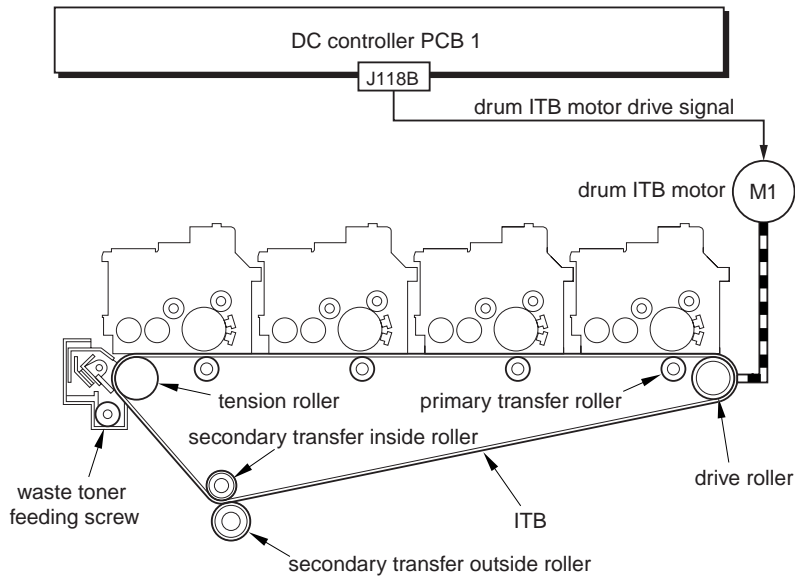 DC controller PCB 1
J118B
drum ITB motor drive signal
drum ITB motor
M1
tension roller
primary transfer roller
secondary transfer inside roller
drive roller
waste toner
feeding screw
ITB
secondary transfer outside roller